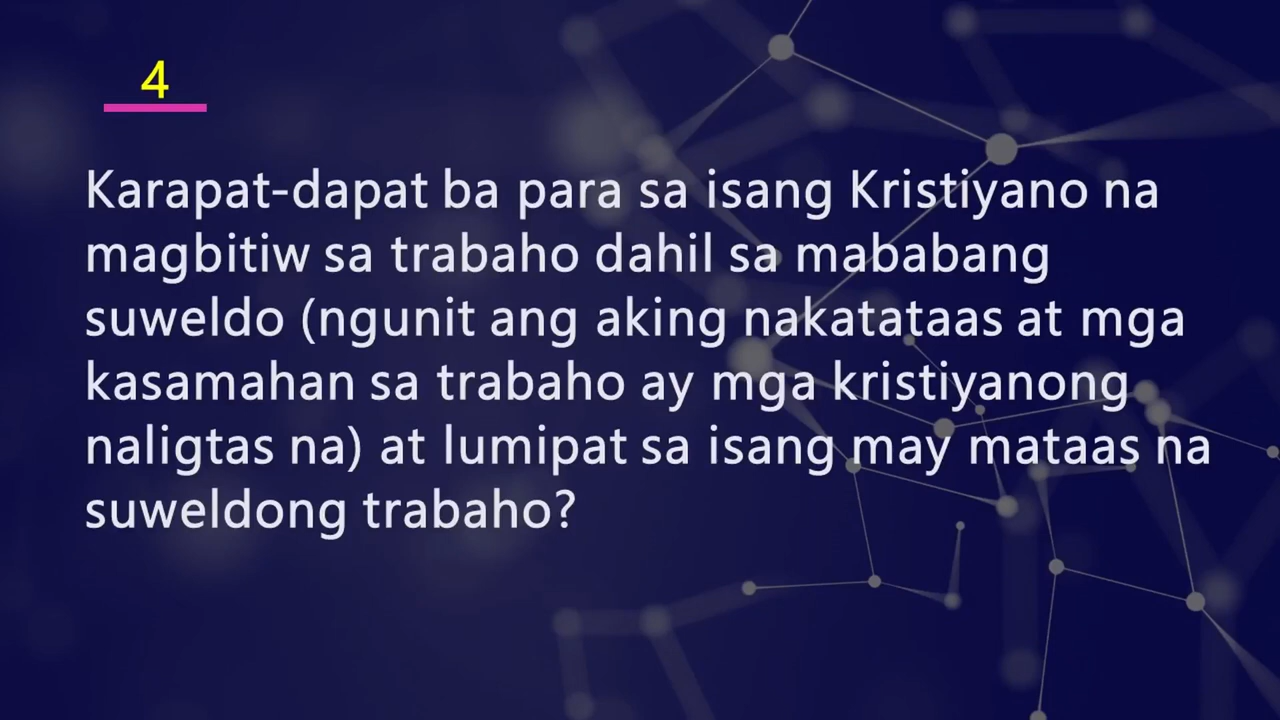 4
Karapat-dapat ba para sa isang Kristiyano na
magbitiw sa trabaho dahil sa mababang
suweldo (ngunit ang aking nakatataas at mga
kasamahan sa trabaho ay mga kristiyanong
naligtas na) at lumipat sa isang may mataas na
suweldong trabaho?